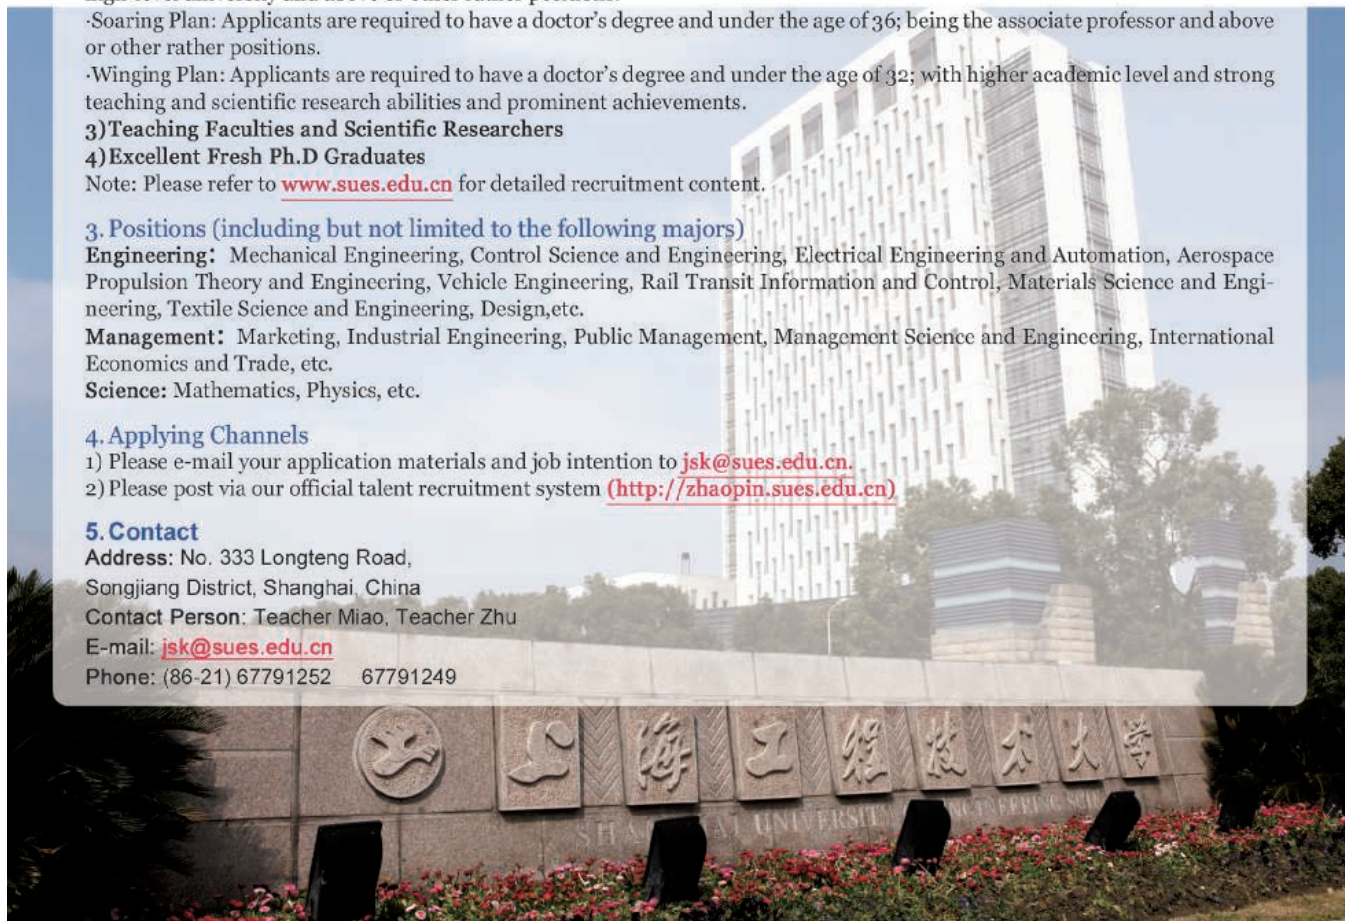 ·Soaring Plan: Applicants are required to have a doctor's degree and under the age of 36; being the associate professor and above
or other rather positions.
·Winging Plan: Applicants are required to have a doctor's degree and under the age of 32; with higher academic level and strong
teaching and scientific research abilities and prominent achievements.
3)Teaching Faculties and Scientific Researchers
4)Excellent Fresh Ph.D Graduates
Note: Please refer to www.sues.edu.cn for detailed recruitment content.
3. Positions (including but not limited to the following majors)
Engineering: Mechanical Engineering, Control Science and Engineering, Electrical Engineering and Automation, Aerospace
Propulsion Theory and Engineering, Vehicle Engineering, Rail Transit Information and Control, Materials Science and Engi-
neering, Textile Science and Engineering, Design,etc.
Management: Marketing, Industrial Engineering, Public Management, Management Science and Engineering, International
Economics and Trade, etc.
Science: Mathematics, Physics, etc.
4. Applying Channels
1) Please e-mail your application materials and job intention to jsk@sues.edu.cn.
2) Please post via our official talent recruitment system (http://zhaopin.sues.edu.cn)
5. Contact
Address: No. 333 Longteng Road,
Songjiang District, Shanghai, China
Contact Person: Teacher Miao, Teacher Zhu
E-mail: jsk@sues.edu.cn
Phone: (86-21) 67791252 67791249
上海工程技术大学
UNIVERSITY